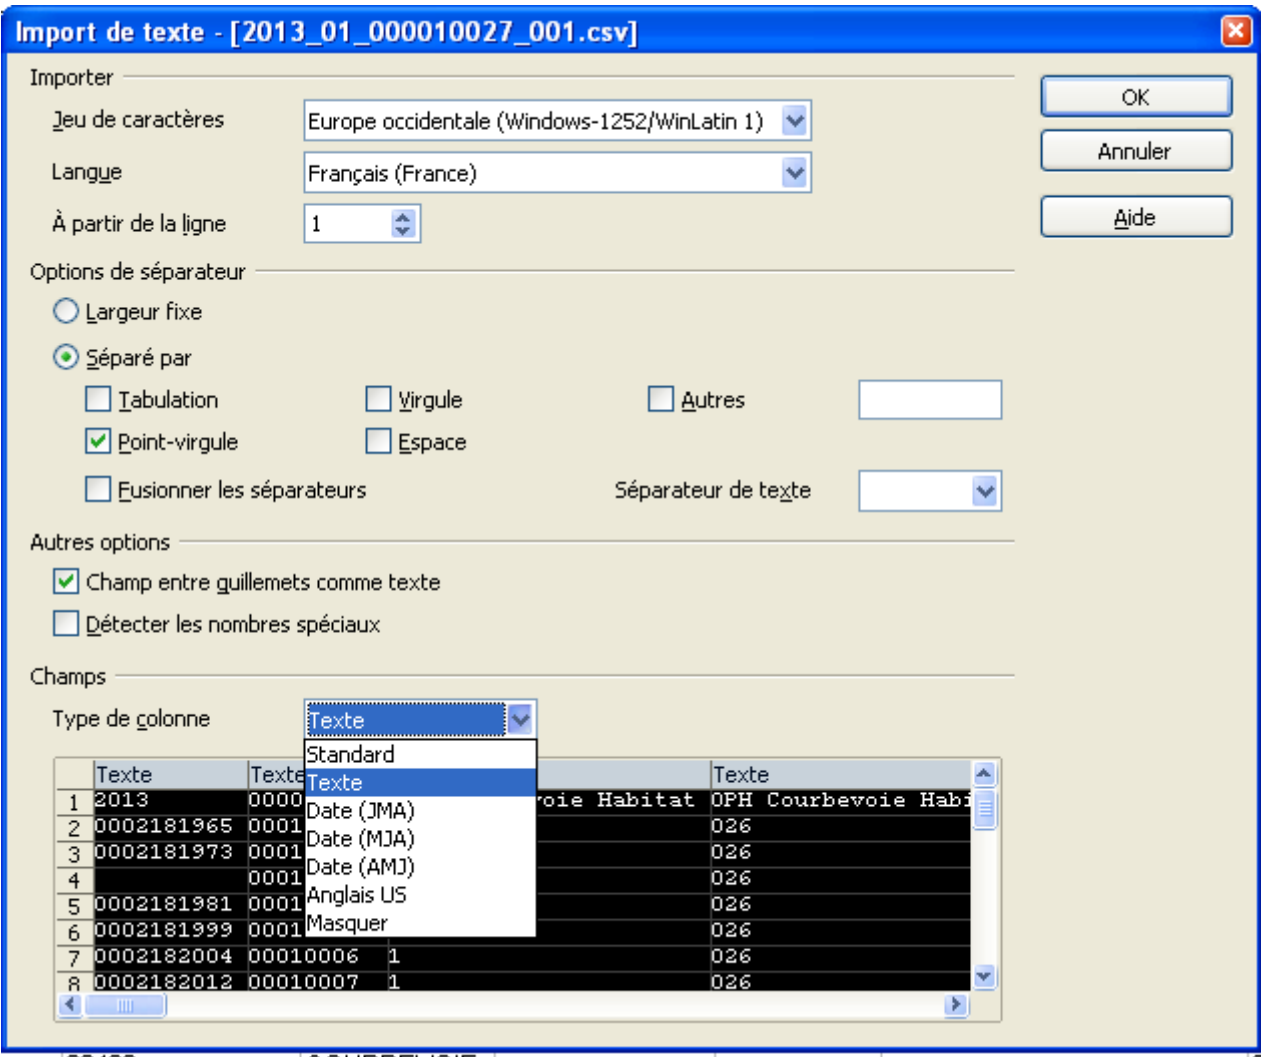 Import de texte - [2013_01_000010027_001.csv]
Importer
Jeu de caractères
Europe occidentale (Windows-1252/WinLatin 1)
Langue
Français (France)
À partir de la ligne
1
OK
Annuler
Aide
Options de séparateur
Largeur fixe
Séparé par
Tabulation
Virgule
Autres
Point-virgule
Espace
Fusionner les séparateurs
Séparateur de texte
Autres options
Champ entre guillemets comme texte
Détecter les nombres spéciaux
Champs
Type de colonne
Texte
Standard
Texte
Date (JMA)
Date (MJA)
Date (AMJ)
Anglais US
Masquer
Texte Texte Texte
1 2013 Habitat OPH Courbevoie
2 0002181965 026
3 0002181973 026
4 026
5 0002181981 026
6 0002181999 026
7 0002182004 00010006 1 026
8 0002182012 00010007 1 026